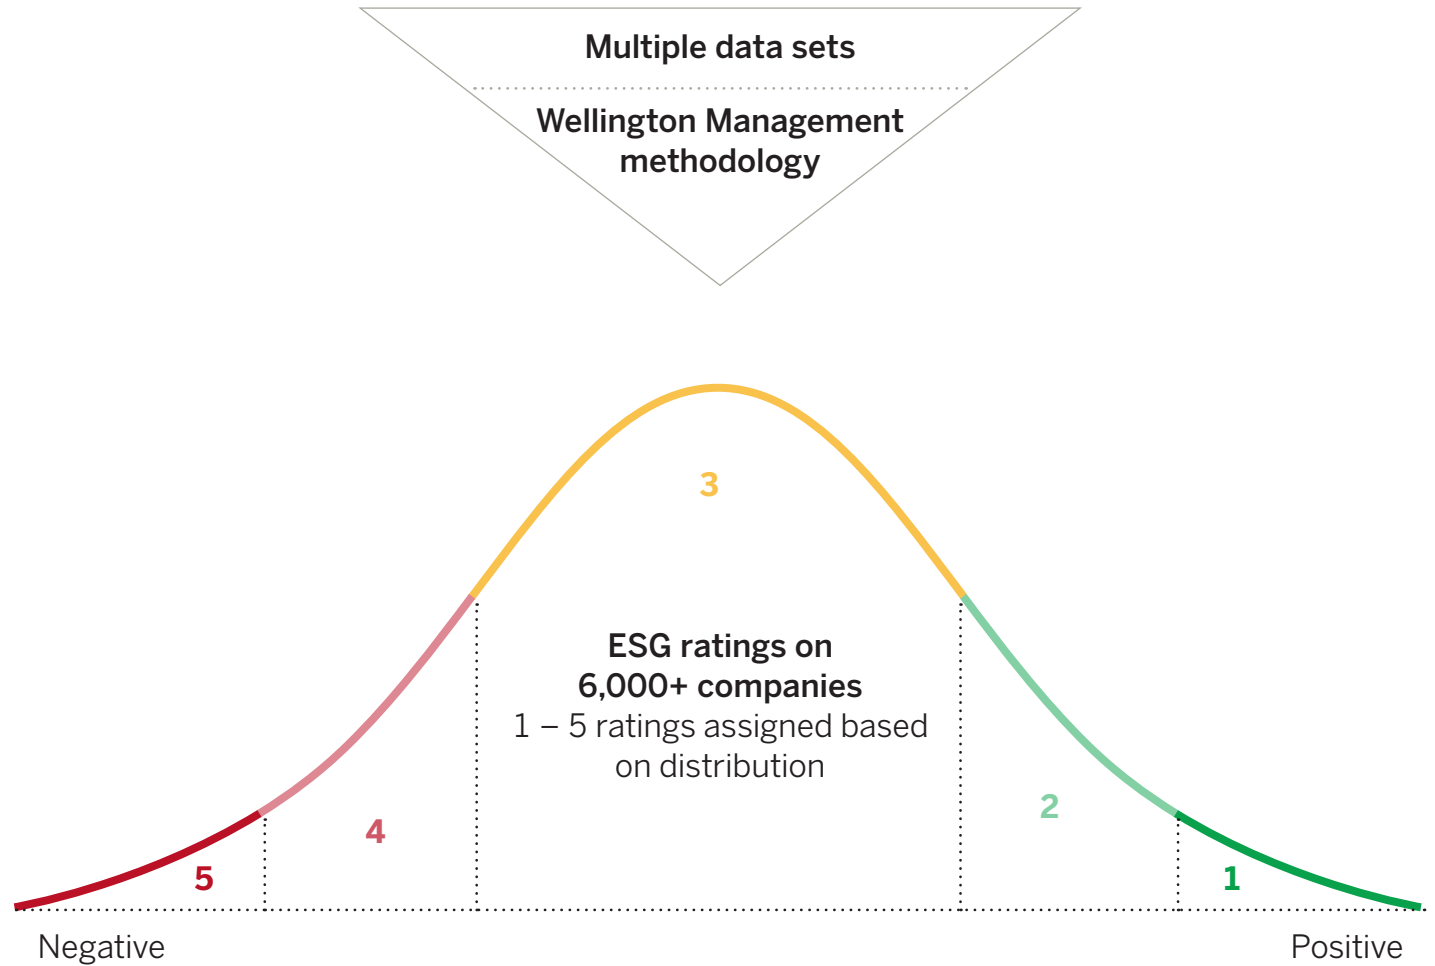 Multiple data sets
Wellington Management
methodology
3
ESG ratings on
6,000+ companies
1 – 5 ratings assigned based
on distribution
2
4
5
1
Negative
Positive